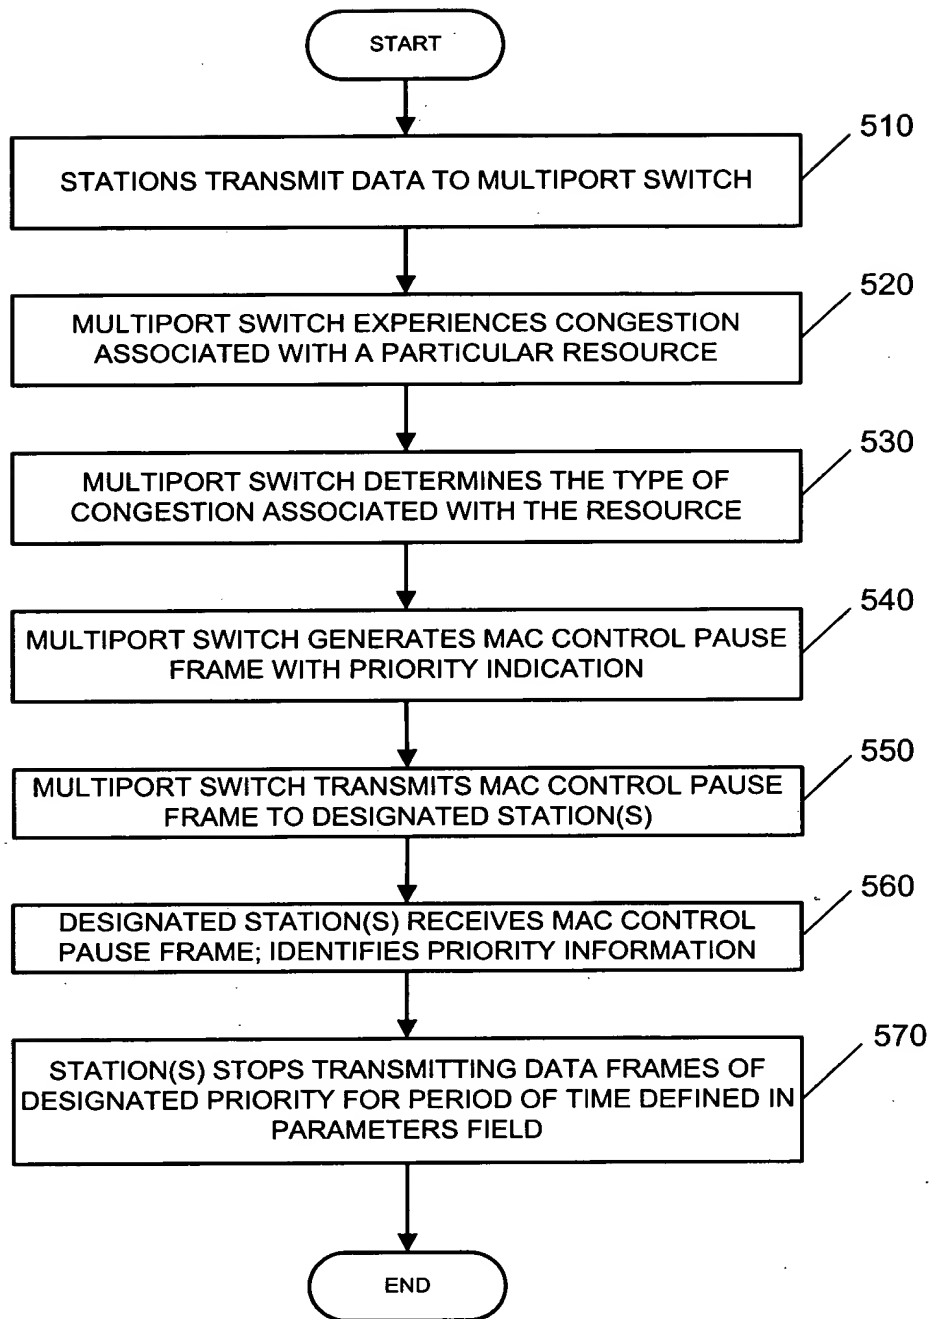 START
510
STATIONS TRANSMIT DATA TO MULTIPORT SWITCH
520
MULTIPORT SWITCH EXPERIENCES CONGESTION
ASSOCIATED WITH A PARTICULAR RESOURCE
530
MULTIPORT SWITCH DETERMINES THE TYPE OF
CONGESTION ASSOCIATED WITH THE RESOURCE
540
MULTIPORT SWITCH GENERATES MAC CONTROL PAUSE
FRAME WITH PRIORITY INDICATION
550
MULTIPORT SWITCH TRANSMITS MAC CONTROL PAUSE
FRAME TO DESIGNATED STATION(S)
560
DESIGNATED STATION(S) RECEIVES MAC CONTROL
PAUSE FRAME; IDENTIFIES PRIORITY INFORMATION
570
STATION(S) STOPS TRANSMITTING DATA FRAMES OF
DESIGNATED PRIORITY FOR PERIOD OF TIME DEFINED IN
PARAMETERS FIELD
END